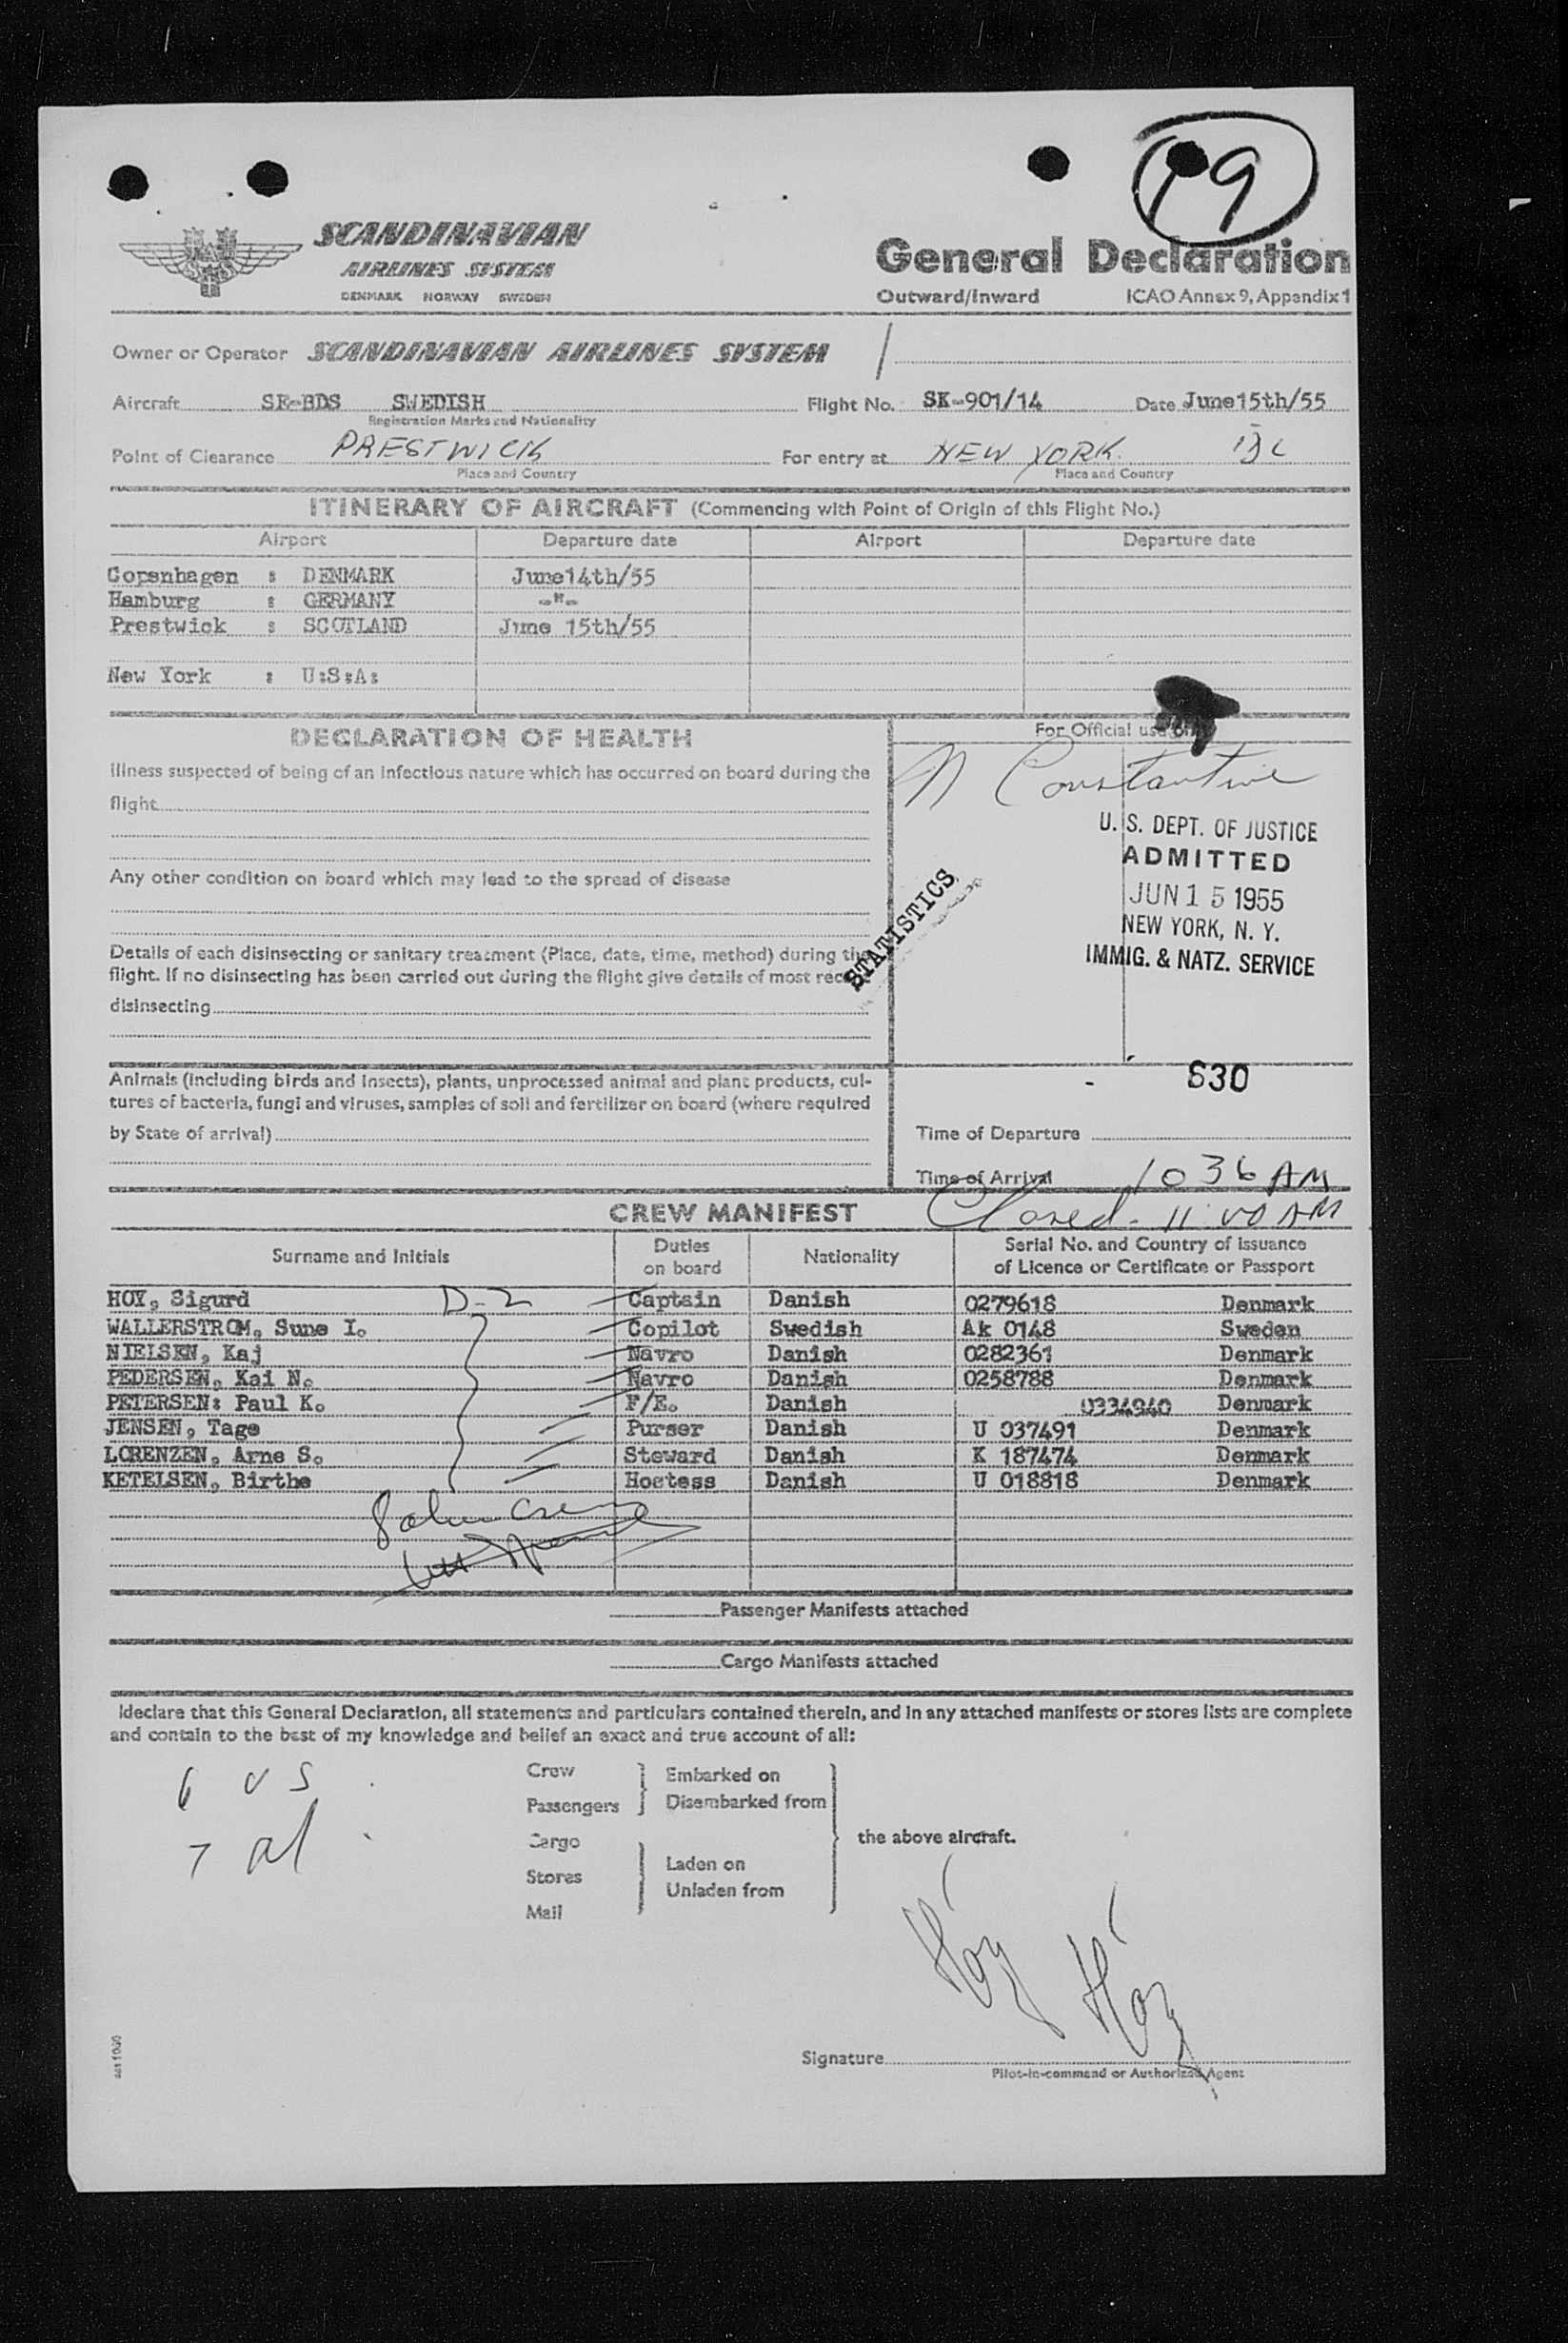 19
SCANDINAVIAN
AIRLINES SYSTEM
DENMARK NORWAY SWEDEN
General Declaration
Outward/Inward ICAO Annex 9, Appendix 1
Owner or Operator SCANDINAVIAN AIRLINES SYSTEM
Aircraft SE-BDS SWEDISH Flight No. SK-901/14 Date June15th/55
Registration Marks and Nationality
Point of Clearance PRESTWICK For entry at NEW YORK
Place and Country Place and Country
ITINERARY OF AIRCRAFT (Commencing with Point of Origin of this Flight No.)
Airport Departure date Airport Departure date
Copenhagen : DENMARK June14th/55
Hamburg : GERMANY -"-
Prestwick : SCOTLAND June 15th/55
New York : U:S:A:
DECLARATION OF HEALTH
Illness suspected of being of an infectious nature which has occurred on board during the
flight
Any other condition on board which may lead to the spread of disease
Details of each disinsecting or sanitary treatment (Place, date, time, method) during the
flight. If no disinsecting has been carried out during the flight give details of most
disinsecting
For Official use
N Constantine
U. S. DEPT. OF JUSTICE
ADMITTED
JUN 15 1955
NEW YORK, N. Y.
IMMIG. & NATZ. SERVICE
STATISTICS
Animals (including birds and insects), plants, unprocessed animal and plant products, cul-
tures of bacteria, fungi and viruses, samples of soil and fertilizer on board (where required
by State of arrival)
- 630
Time of Departure
Time of Arrival 10 36 AM
Closed - 11:00 AM
CREW MANIFEST
Surname and Initials Duties on board Nationality Serial No. and Country of Issuance of Licence or Certificate or Passport
HOY, Sigurd D-2 Captain Danish 0279618 Denmark
WALLERSTROM, Sune I. Copilot Swedish Ak 0148 Sweden
NIELSEN, Kaj Navro Danish 0282361 Denmark
PEDERSEN, Kai N. Navro Danish 0258788 Denmark
PETERSEN: Paul K. F/E. Danish 0334940 Denmark
JENSEN, Tage Purser Danish U 037491 Denmark
LORENZEN, Arne S. Steward Danish K 187474 Denmark
KETELSEN, Birthe Hostess Danish U 018818 Denmark
Passenger Manifests attached
Cargo Manifests attached
I declare that this General Declaration, all statements and particulars contained therein, and in any attached manifests or stores lists are complete
and contain to the best of my knowledge and belief an exact and true account of all:
6 US
7 al
Crew
Passengers
Embarked on
Disembarked from
Cargo
Stores
Mail
Laden on
Unladen from
the above aircraft.
Hóy Hóy
Signature
Pilot-in-command or Authorized Agent